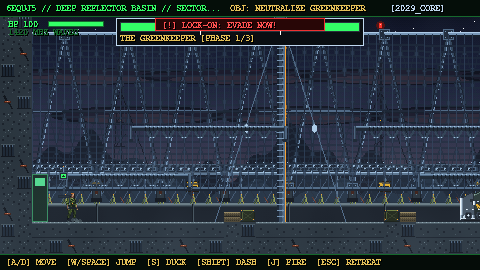 6EQUJ5 // DEEP REFLECTOR BASIN // SECTOR... OBJ: NEUTRALIZE GREENKEEPER [2029_CORE]
HP 100
[!] LOCK-ON: EVADE NOW!
THE GREENKEEPER [PHASE 1/3]
[A/D] MOVE [W/SPACE] JUMP [S] DUCK [SHIFT] DASH [J] FIRE [ESC] RETREAT